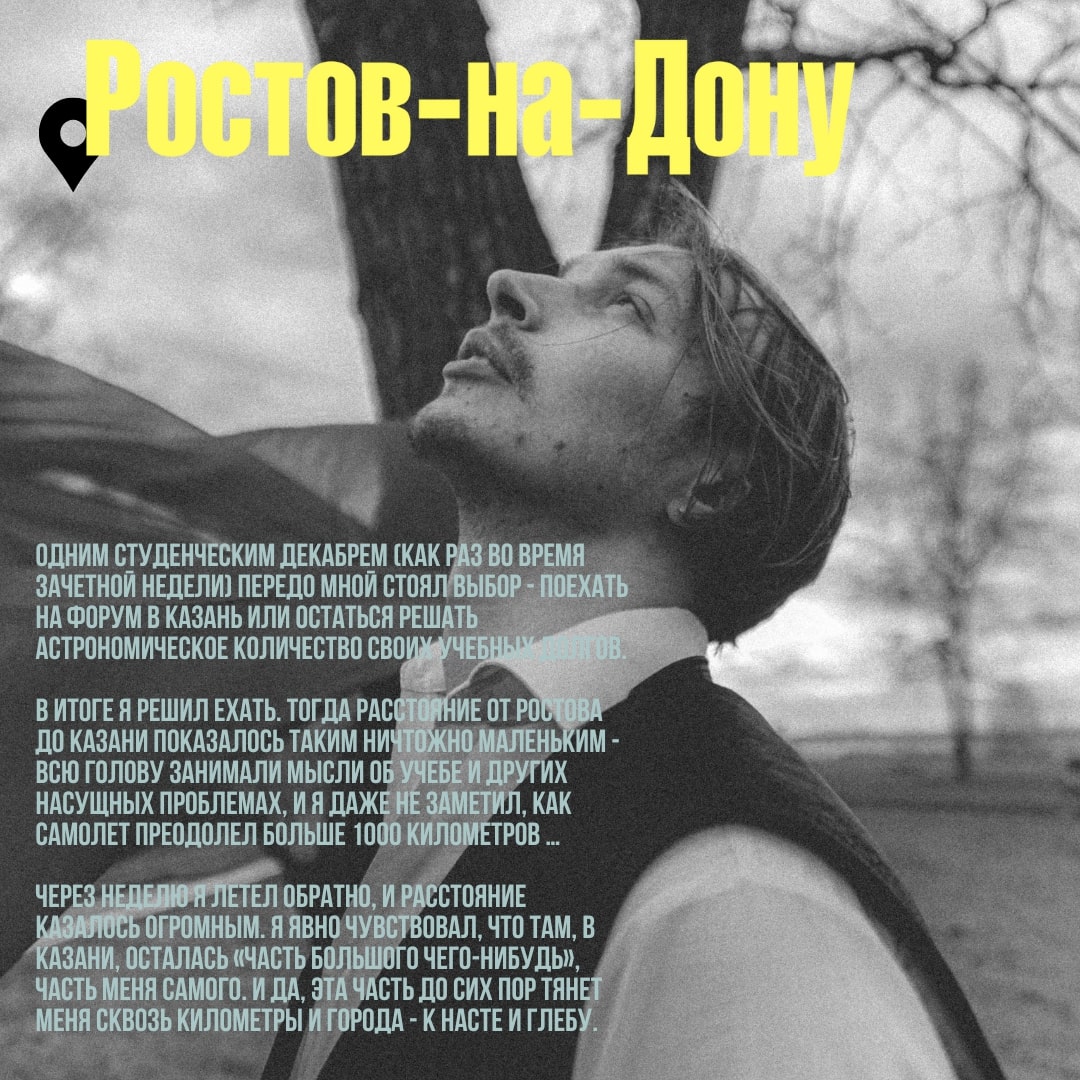 Ростов-на-Дону
ОДНИМ СТУДЕНЧЕСКИМ ДЕКАБРЕМ (КАК РАЗ ВО ВРЕМЯ
ЗАЧЕТНОЙ НЕДЕЛИ) ПЕРЕДО МНОЙ СТОЯЛ ВЫБОР - ПОЕХАТЬ
НА ФОРУМ В КАЗАНЬ ИЛИ ОСТАТЬСЯ РЕШАТЬ
АСТРОНОМИЧЕСКОЕ КОЛИЧЕСТВО СВОИХ УЧЕБНЫХ ДОЛГОВ.
В ИТОГЕ Я РЕШИЛ ЕХАТЬ. ТОГДА РАССТОЯНИЕ ОТ РОСТОВА
ДО КАЗАНИ ПОКАЗАЛОСЬ ТАКИМ НИЧТОЖНО МАЛЕНЬКИМ -
ВСЮ ГОЛОВУ ЗАНИМАЛИ МЫСЛИ ОБ УЧЕБЕ И ДРУГИХ
НАСУЩНЫХ ПРОБЛЕМАХ, И Я ДАЖЕ НЕ ЗАМЕТИЛ, КАК
САМОЛЕТ ПРЕОДОЛЕЛ БОЛЬШЕ 1000 КИЛОМЕТРОВ ...
ЧЕРЕЗ НЕДЕЛЮ Я ЛЕТЕЛ ОБРАТНО, И РАССТОЯНИЕ
КАЗАЛОСЬ ОГРОМНЫМ. Я ЯВНО ЧУВСТВОВАЛ, ЧТО ТАМ, В
КАЗАНИ, ОСТАЛАСЬ «ЧАСТЬ БОЛЬШОГО ЧЕГО-НИБУДЬ»,
ЧАСТЬ МЕНЯ САМОГО. И ДА, ЭТА ЧАСТЬ ДО СИХ ПОР ТЯНЕТ
МЕНЯ СКВОЗЬ КИЛОМЕТРЫ И ГОРОДА - К НАСТЕ И ГЛЕБУ.